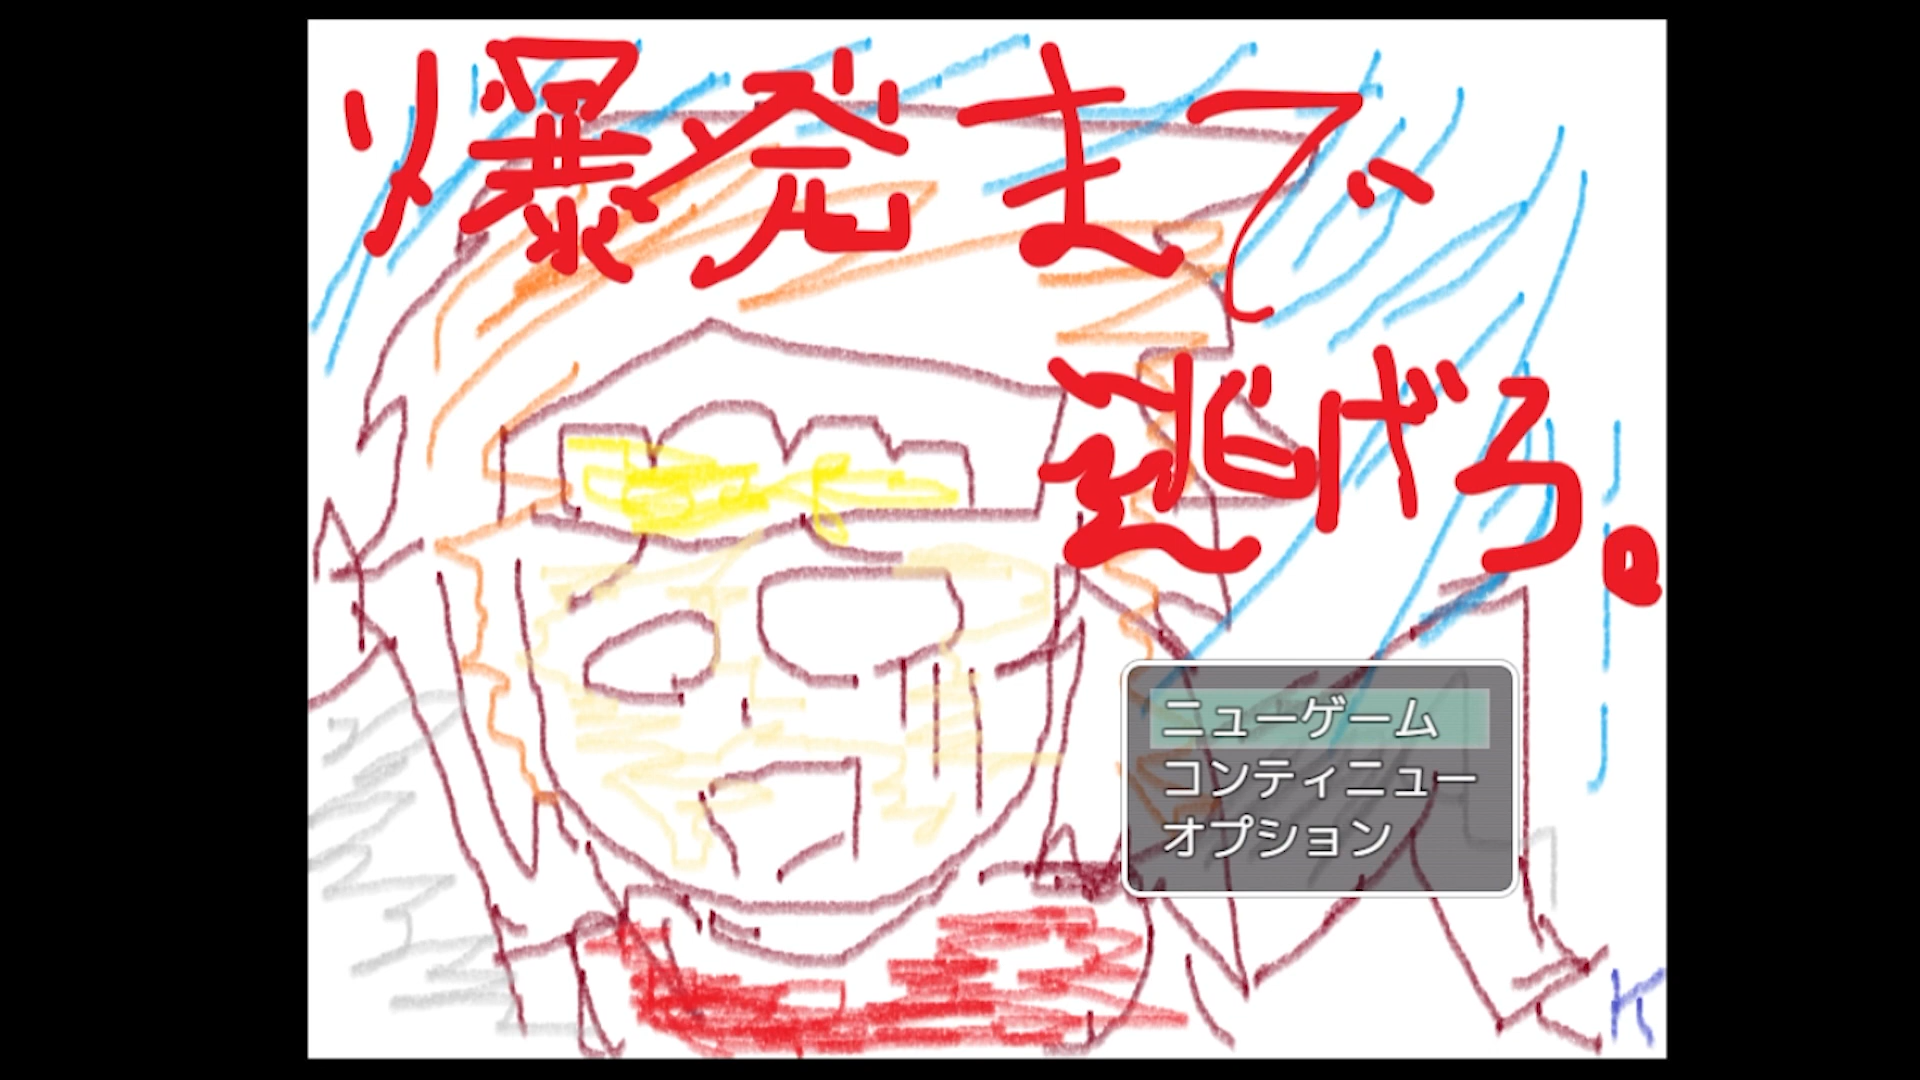 爆発まで
逃げろ。
ニューゲーム
コンティニュー
オプション
K